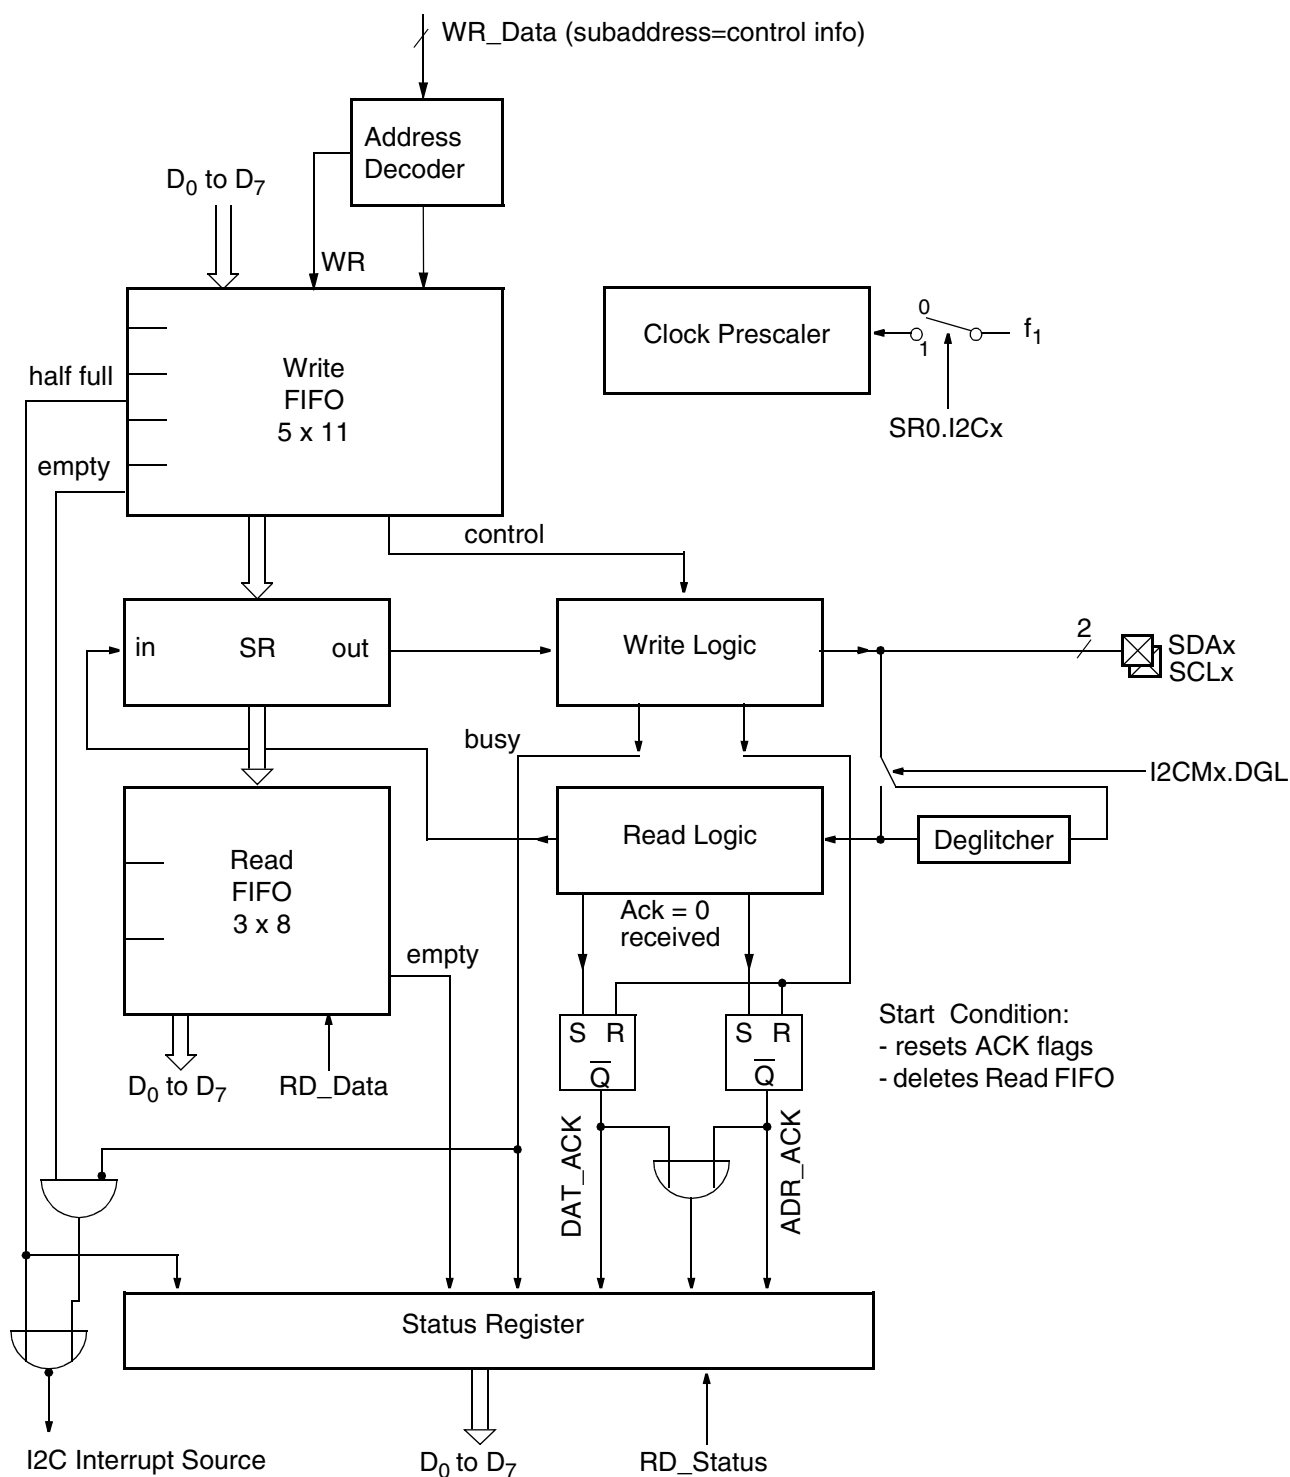 WR_Data (subaddress=control info)
Address
Decoder
D0 to D7
WR
Write
FIFO
5 x 11
half full
empty
Clock Prescaler
0
1
f1
SR0.I2Cx
control
in
SR
out
Write Logic
2
SDAx
SCLx
busy
I2CMx.DGL
Read Logic
Deglitcher
Read
FIFO
3 x 8
Ack = 0
received
empty
S R
Q
S R
Q
Start Condition:
- resets ACK flags
- deletes Read FIFO
D0 to D7
RD_Data
DAT_ACK
ADR_ACK
Status Register
I2C Interrupt Source
D0 to D7
RD_Status